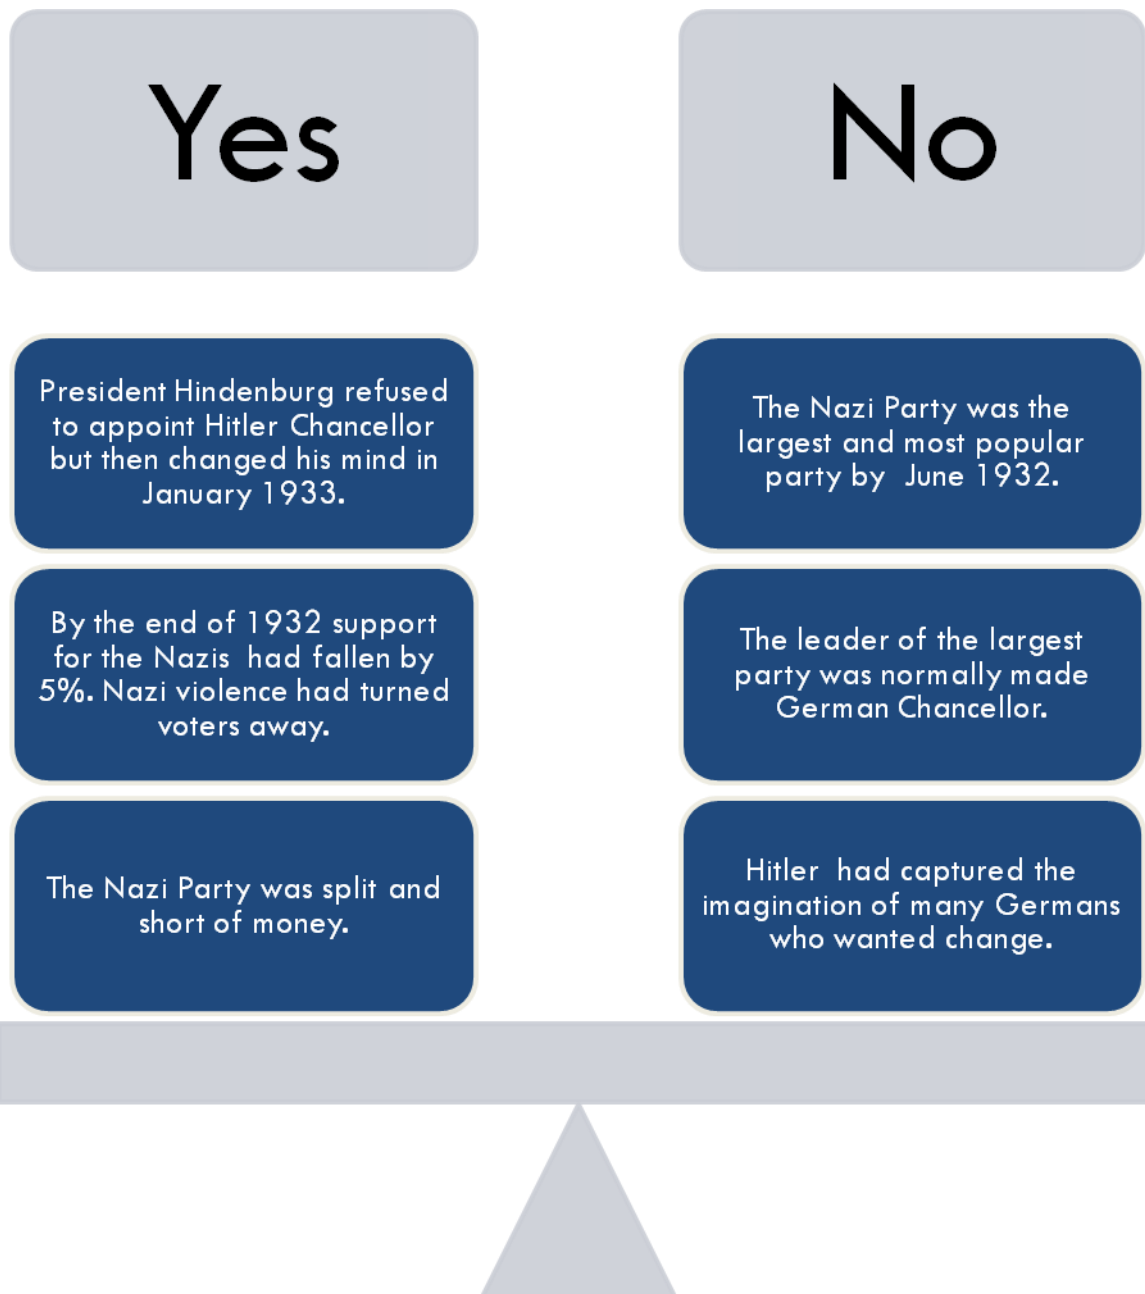 Yes
President Hindenburg refused
to appoint Hitler Chancellor
but then changed his mind in
January 1933.
By the end of 1932 support
for the Nazis had fallen by
5%. Nazi violence had turned
voters away.
The Nazi Party was split and
short of money.
No
The Nazi Party was the
largest and most popular
party by June 1932.
The leader of the largest
party was normally made
German Chancellor.
Hitler had captured the
imagination of many Germans
who wanted change.